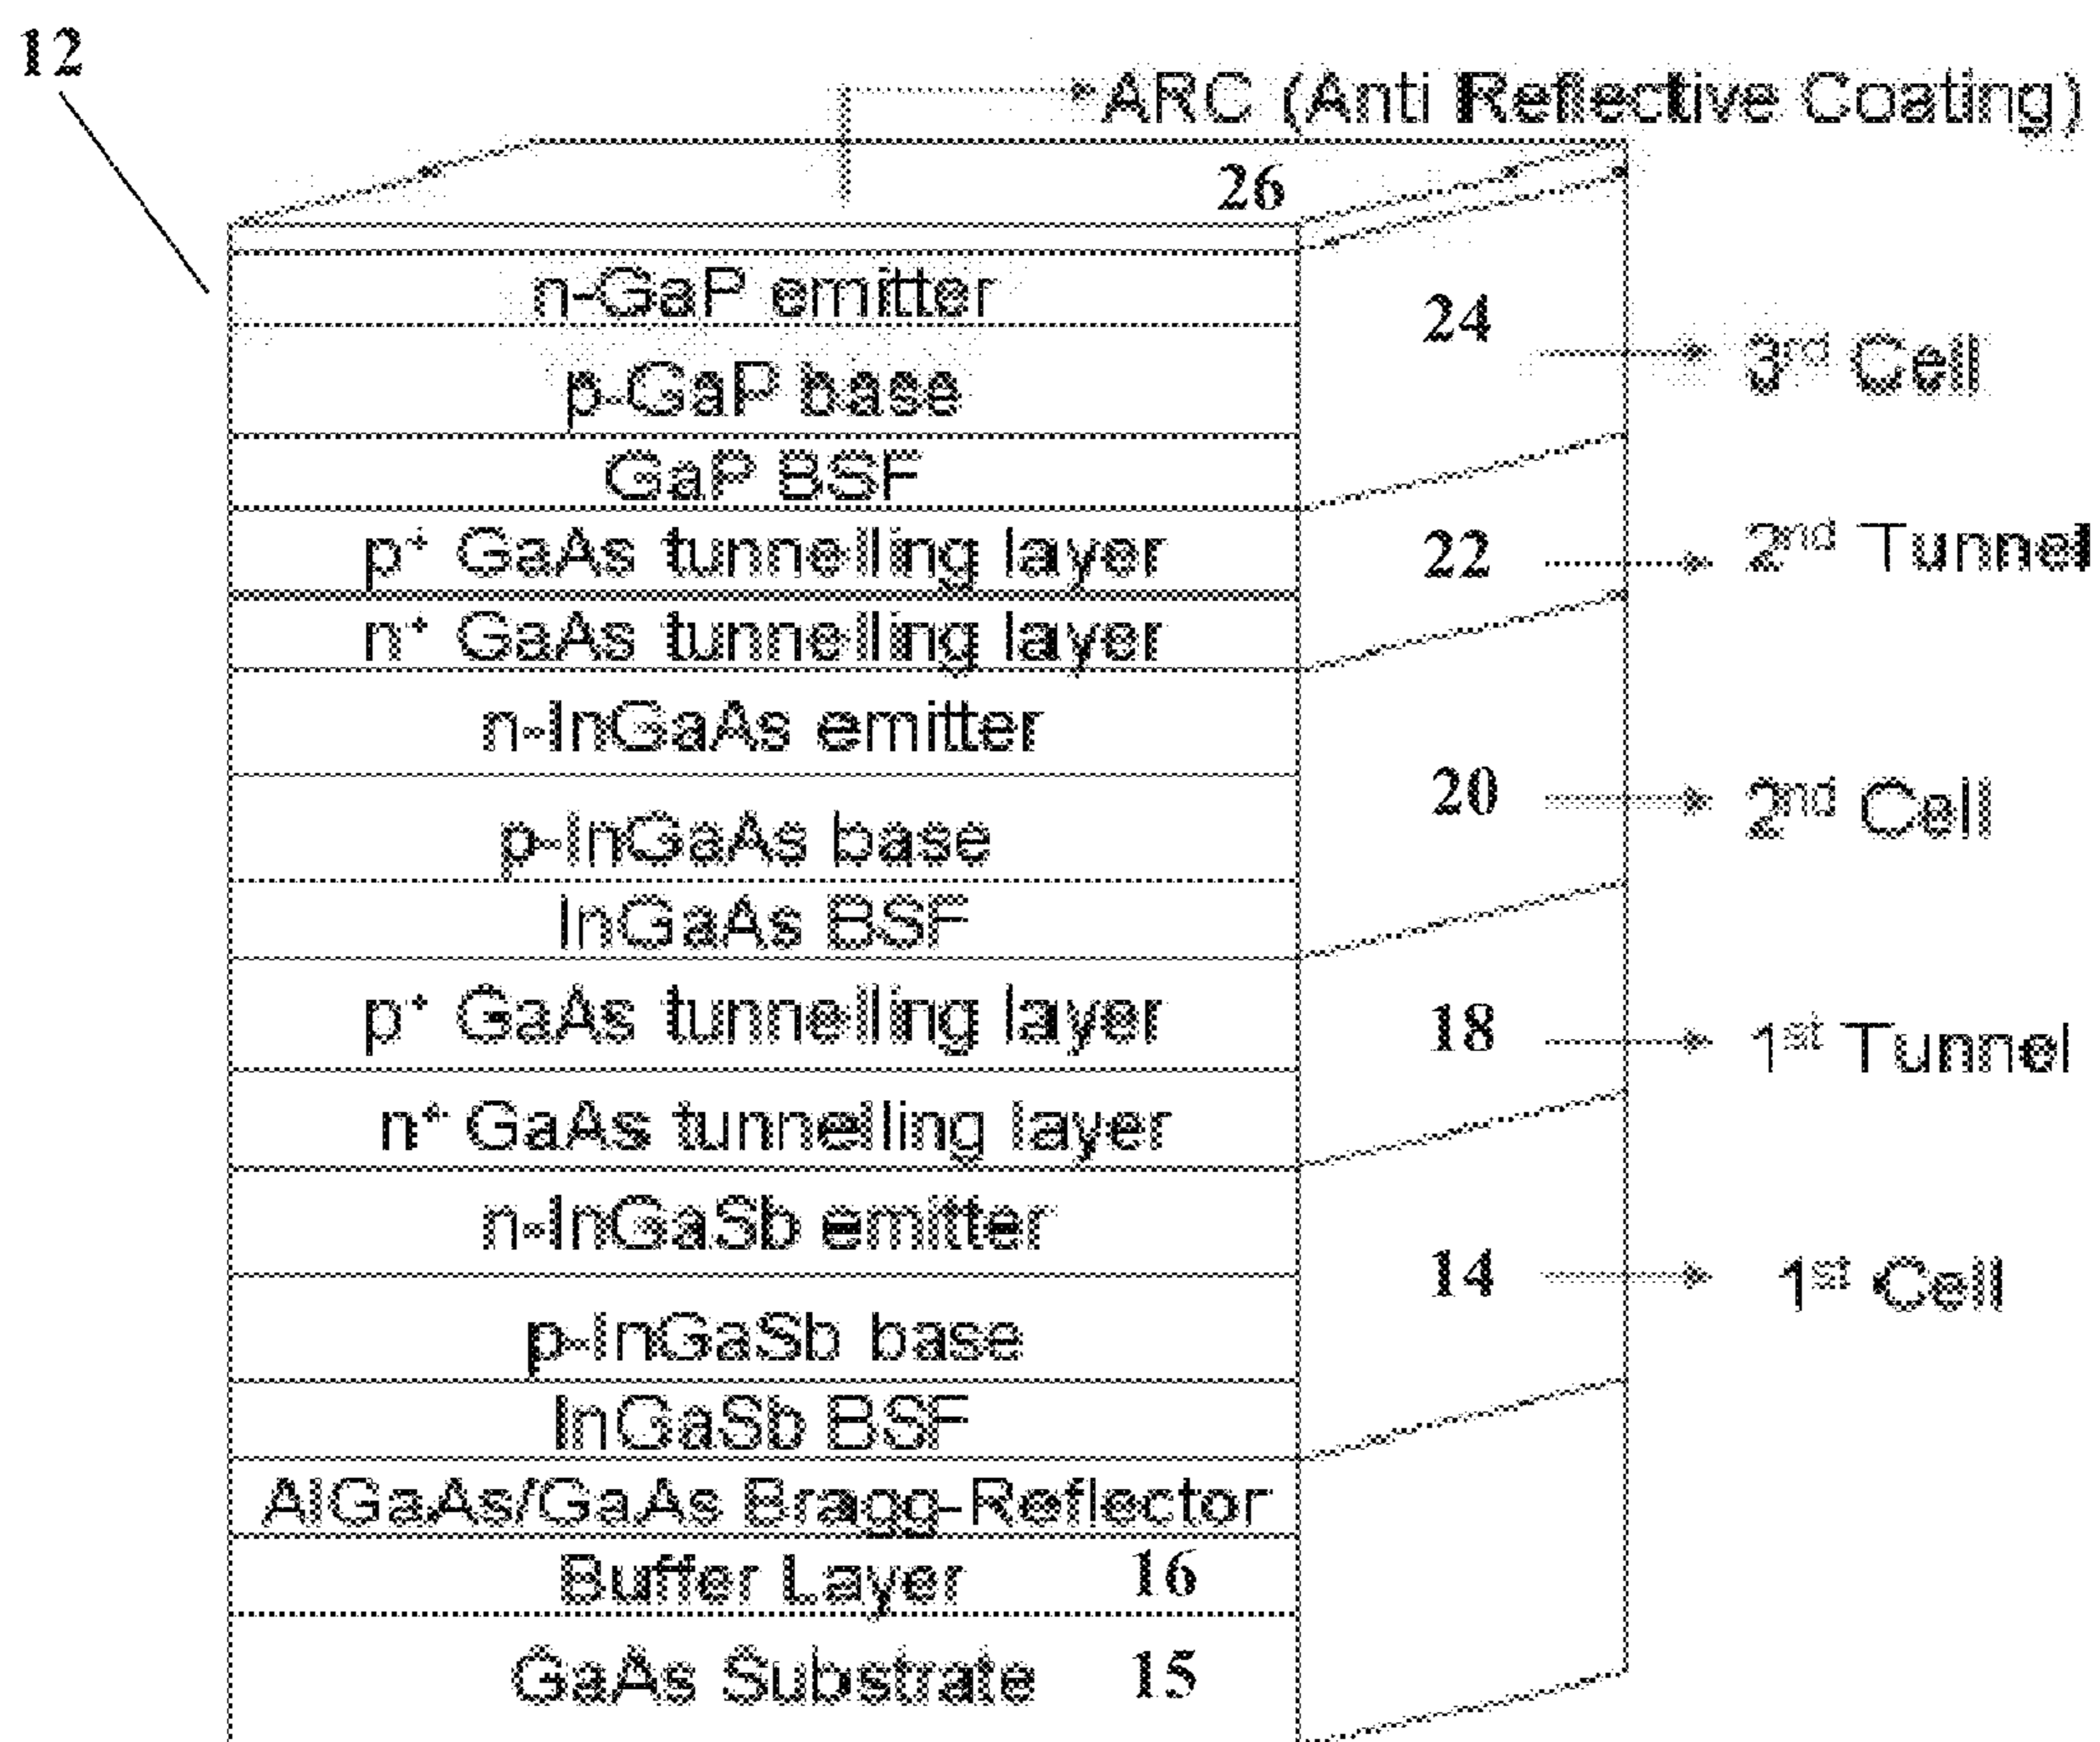 12
ARC (Anti Reflective Coating)
26
n-GaP emitter
24
3rd Cell
p-GaP base
GaP BSF
p+ GaAs tunnelling layer
22
2nd Tunnel
n+ GaAs tunnelling layer
n-InGaAs emitter
20
2nd Cell
p-InGaAs base
InGaAs BSF
p+ GaAs tunnelling layer
18
1st Tunnel
n+ GaAs tunnelling layer
n-InGaSb emitter
14
1st Cell
p-InGaSb base
InGaSb BSF
AlGaAs/GaAs Bragg-Reflector
Buffer Layer 16
GaAs Substrate 15